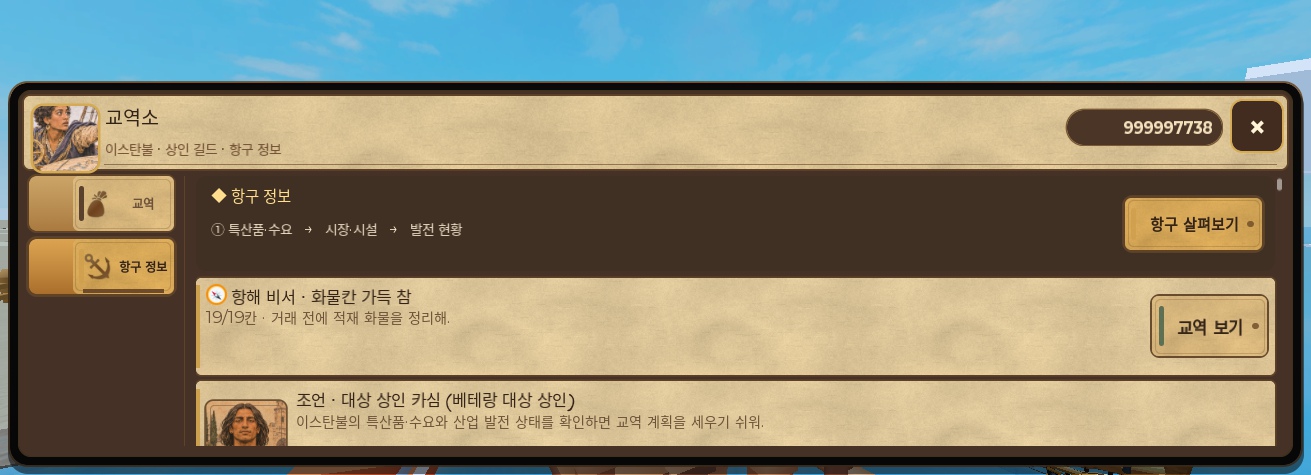 교역소
이스탄불 · 상인 길드 · 항구 정보
999997738
×
교역
항구 정보
◆ 항구 정보
① 특산품·수요 → 시장·시설 → 발전 현황
항구 살펴보기
항해 비서 · 화물칸 가득 참
19/19칸 · 거래 전에 적재 화물을 정리해.
교역 보기
조언 · 대상 상인 카심 (베테랑 대상 상인)
이스탄불의 특산품·수요와 산업 발전 상태를 확인하면 교역 계획을 세우기 쉬워.